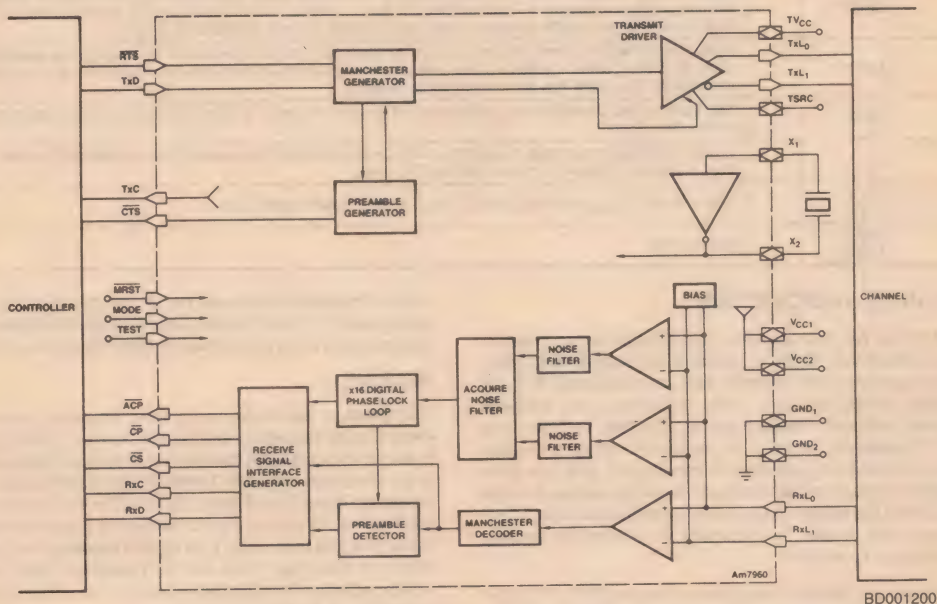 TRANSMIT
DRIVER
TVCC
TxL0
TxL1
TSRC
RTS
TxD
MANCHESTER
GENERATOR
X1
X2
TxC
CTS
PREAMBLE
GENERATOR
CONTROLLER
CHANNEL
MRST
MODE
TEST
BIAS
VCC1
VCC2
GND1
GND2
ACP
CP
CS
RxC
RxD
RECEIVE
SIGNAL
INTERFACE
GENERATOR
x16 DIGITAL
PHASE LOCK
LOOP
PREAMBLE
DETECTOR
ACQUIRE
NOISE
FILTER
NOISE
FILTER
NOISE
FILTER
MANCHESTER
DECODER
+
−
+
−
+
−
RxL0
RxL1
Am7960
BD001200